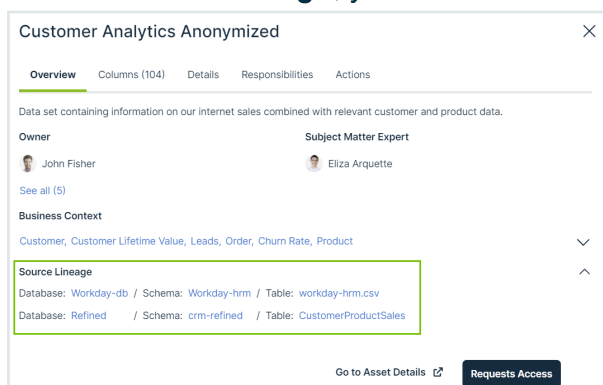 Customer Analytics Anonymized
Overview Columns (104) Details Responsibilities Actions
Data set containing information on our internet sales combined with relevant customer and product data.
Owner Subject Matter Expert
John Fisher Eliza Arquette
See all (5)
Business Context
Customer, Customer Lifetime Value, Leads, Order, Churn Rate, Product
Source Lineage
Database: Workday-db / Schema: Workday-hrm / Table: workday-hrm.csv
Database: Refined / Schema: crm-refined / Table: CustomerProductSales
Go to Asset Details Requests Access